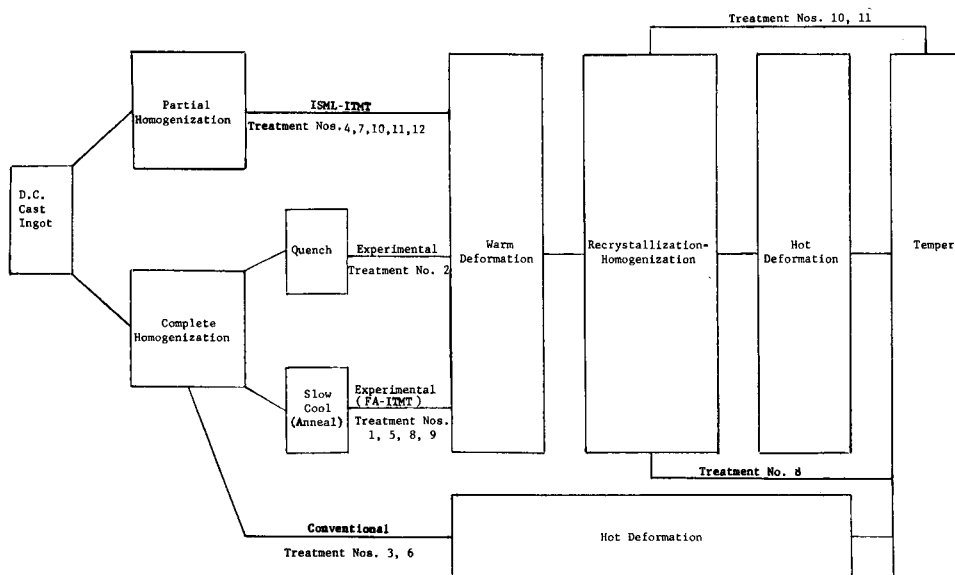 Treatment Nos. 10, 11
Partial
Homogenization
ISML-ITMT
Treatment Nos. 4,7,10,11,12
D.C.
Cast
Ingot
Quench
Experimental
Treatment No. 2
Warm
Deformation
Recrystallization-
Homogenization
Hot
Deformation
Temper
Complete
Homogenization
Slow
Cool
(Anneal)
Experimental
(FA-ITMT)
Treatment Nos.
1, 5, 8, 9
Treatment No. 8
Conventional
Treatment Nos. 3, 6
Hot Deformation